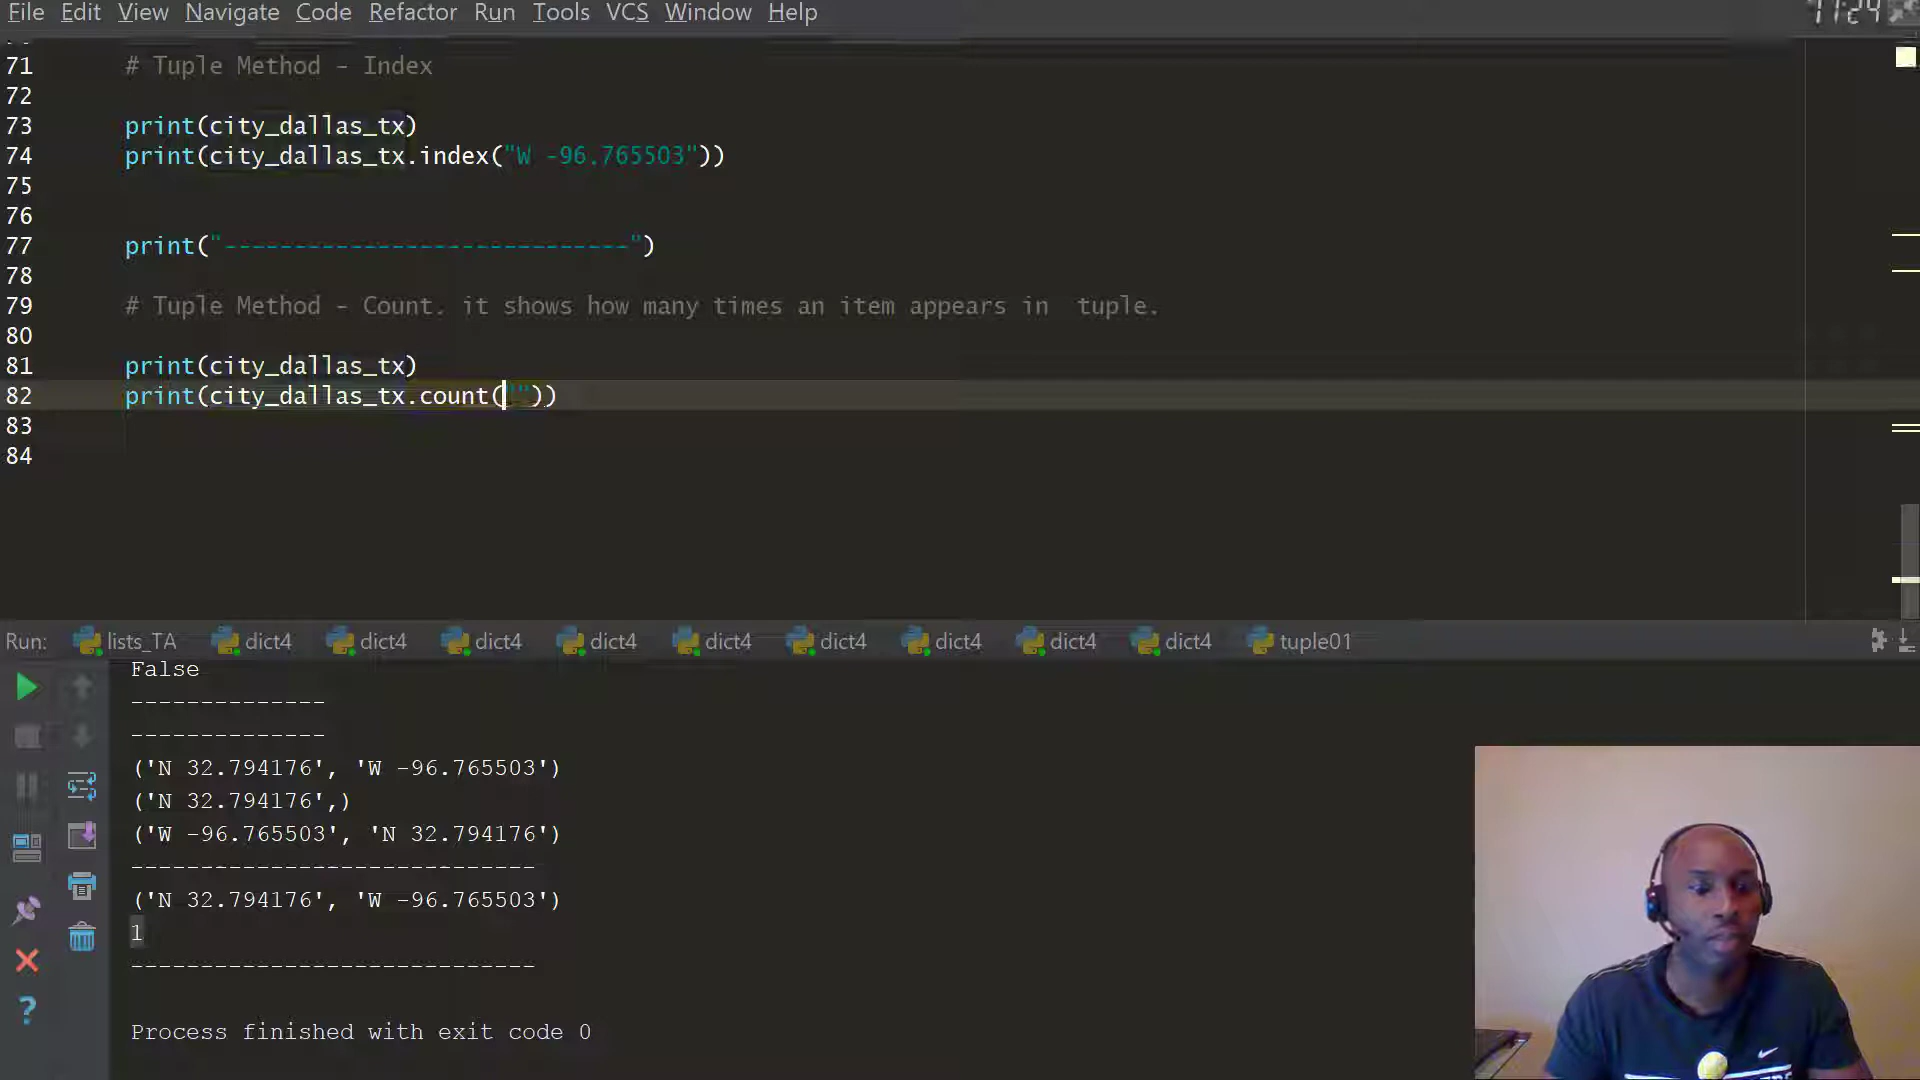 File Edit View Navigate Code Refactor Run Tools VCS Window Help
11:29
71 # Tuple Method - Index
72
73 print(city_dallas_tx)
74 print(city_dallas_tx.index("W -96.765503"))
75
76
77 print("-----------------------------")
78
79 # Tuple Method - Count. it shows how many times an item appears in  tuple.
80
81 print(city_dallas_tx)
82 print(city_dallas_tx.count(""))
83
84
Run: lists_TA dict4 dict4 dict4 dict4 dict4 dict4 dict4 dict4 dict4 tuple01
False
--------------
--------------
('N 32.794176', 'W -96.765503')
('N 32.794176',)
('W -96.765503', 'N 32.794176')
-----------------------------
('N 32.794176', 'W -96.765503')
1
-----------------------------
Process finished with exit code 0